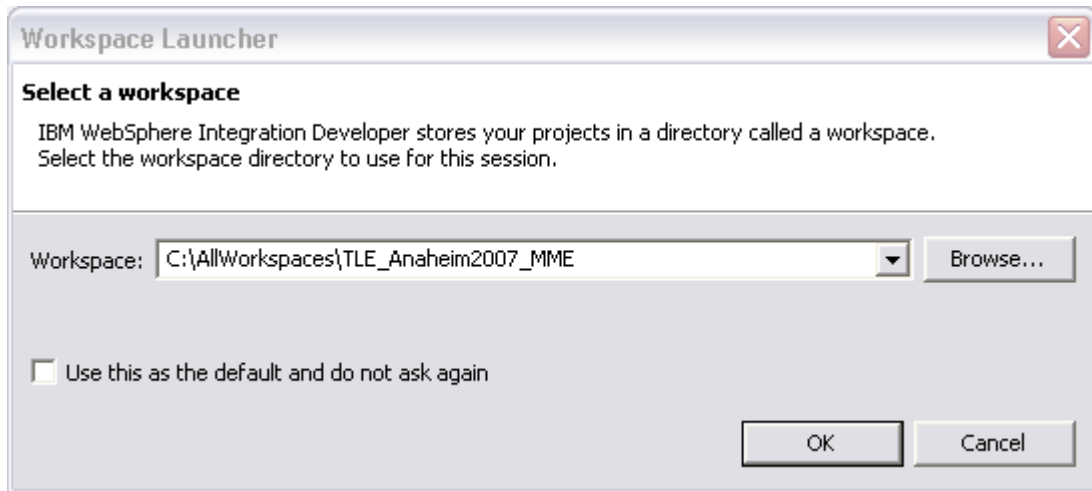 Workspace Launcher
Select a workspace
IBM WebSphere Integration Developer stores your projects in a directory called a workspace.
Select the workspace directory to use for this session.
Workspace: C:\AllWorkspaces\TLE_Anaheim2007_MME Browse...
Use this as the default and do not ask again
OK Cancel